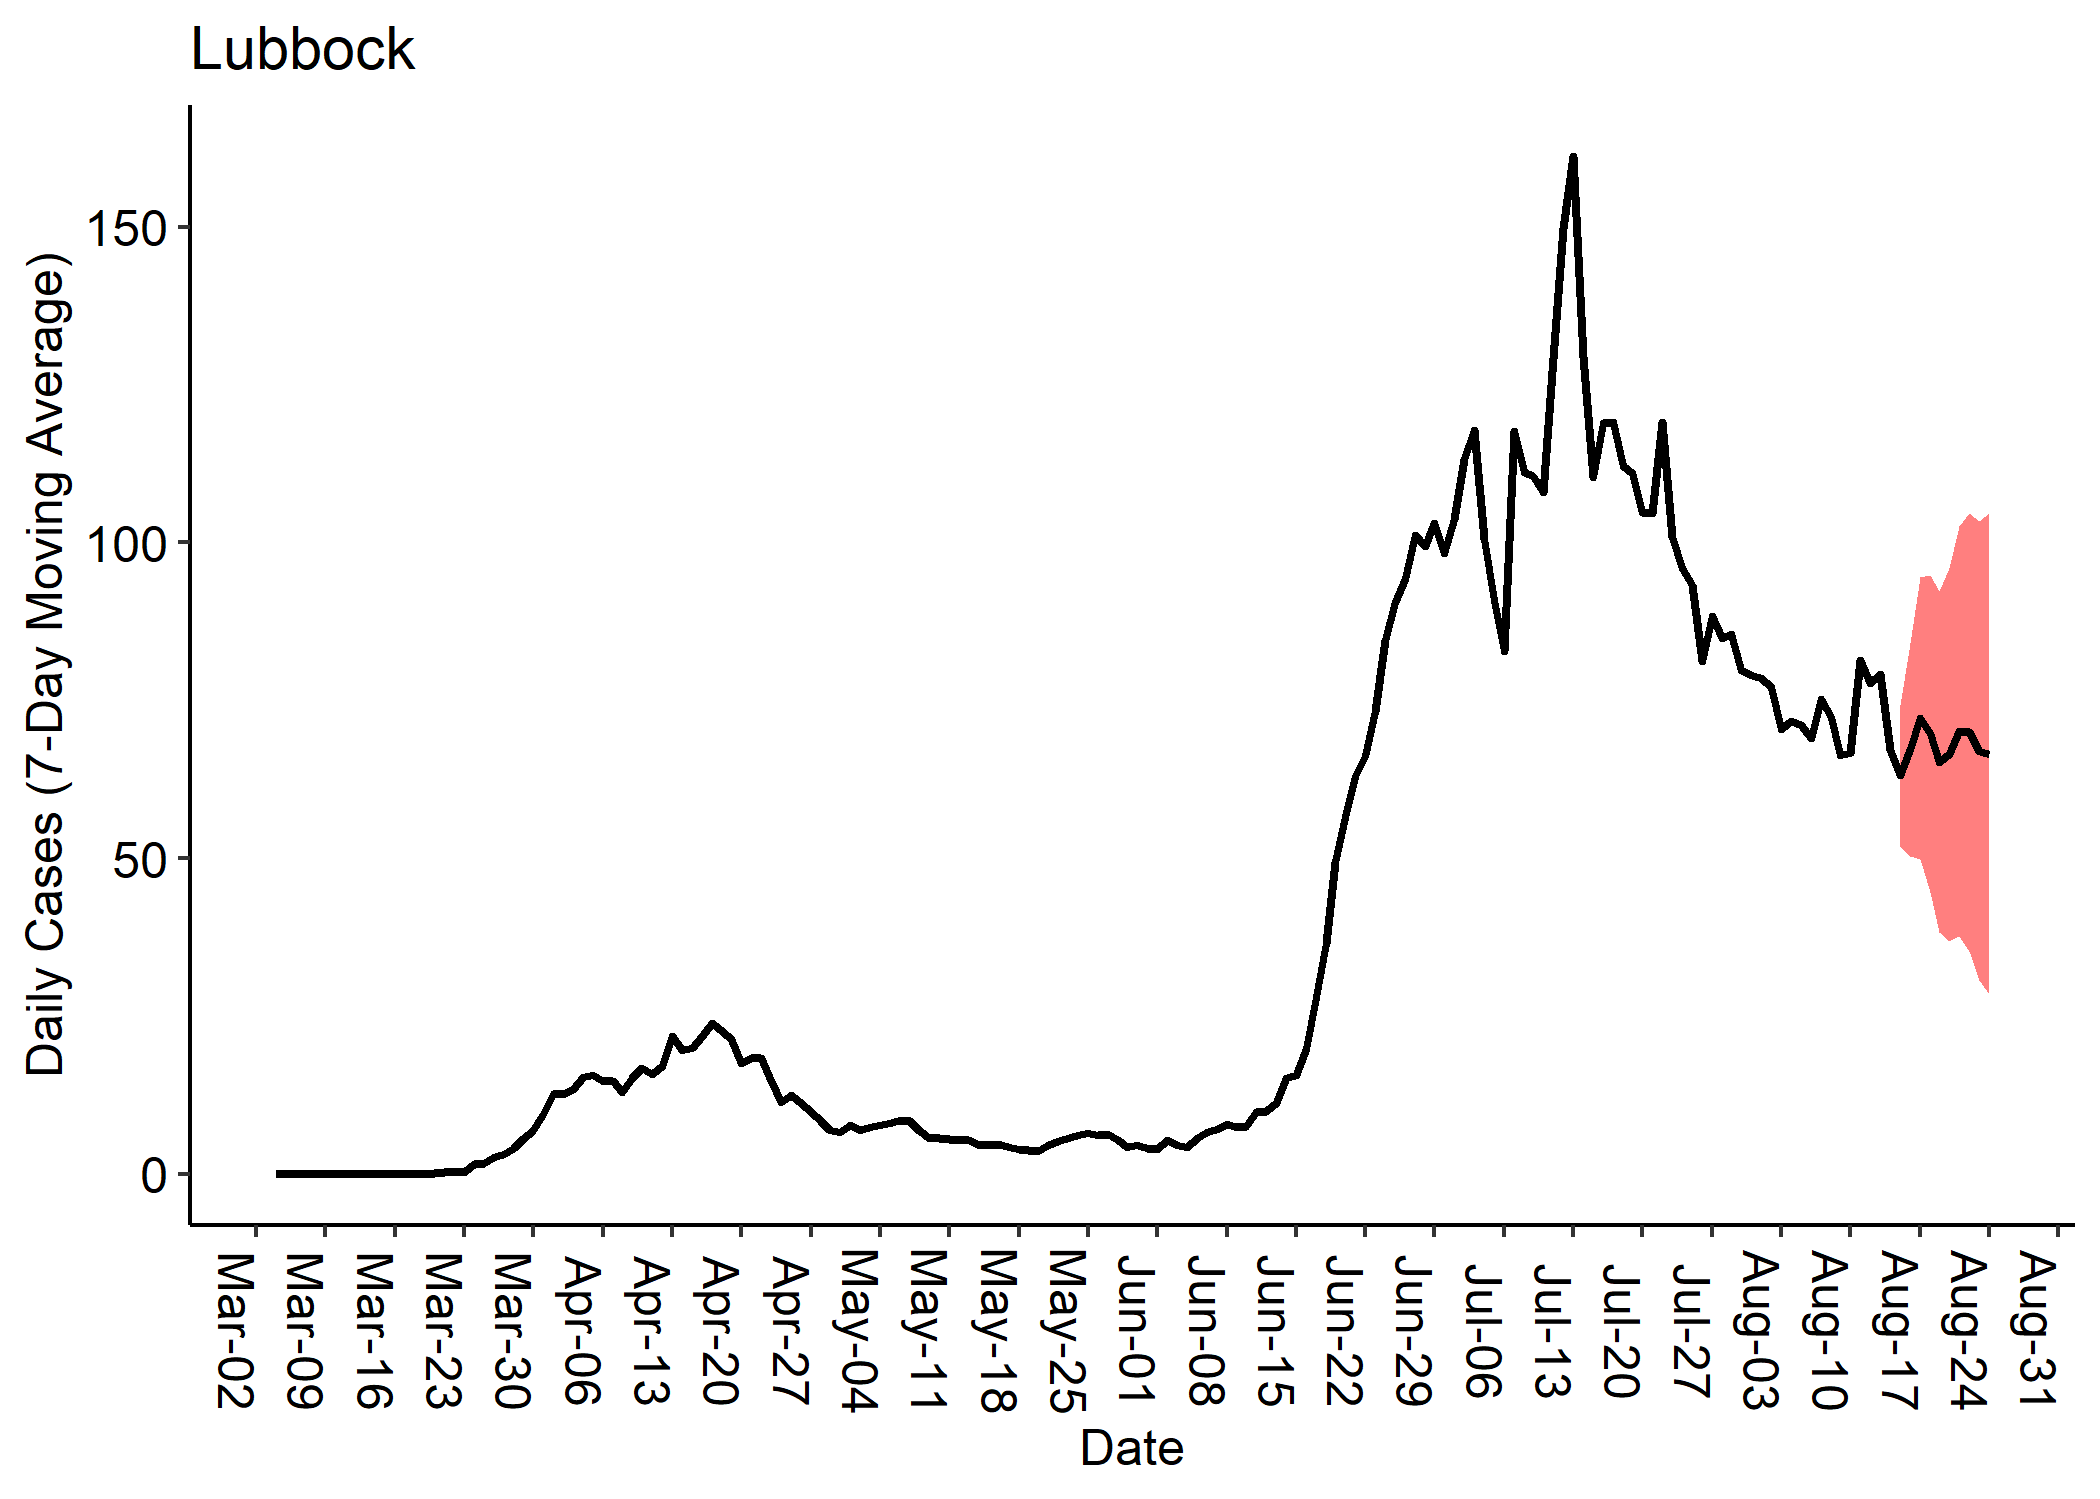 Lubbock
Daily Cases (7-Day Moving Average)
150
100
50
0
Mar-02
Mar-09
Mar-16
Mar-23
Mar-30
Apr-06
Apr-13
Apr-20
Apr-27
May-04
May-11
May-18
May-25
Jun-01
Jun-08
Jun-15
Jun-22
Jun-29
Jul-06
Jul-13
Jul-20
Jul-27
Aug-03
Aug-10
Aug-17
Aug-24
Aug-31
Date